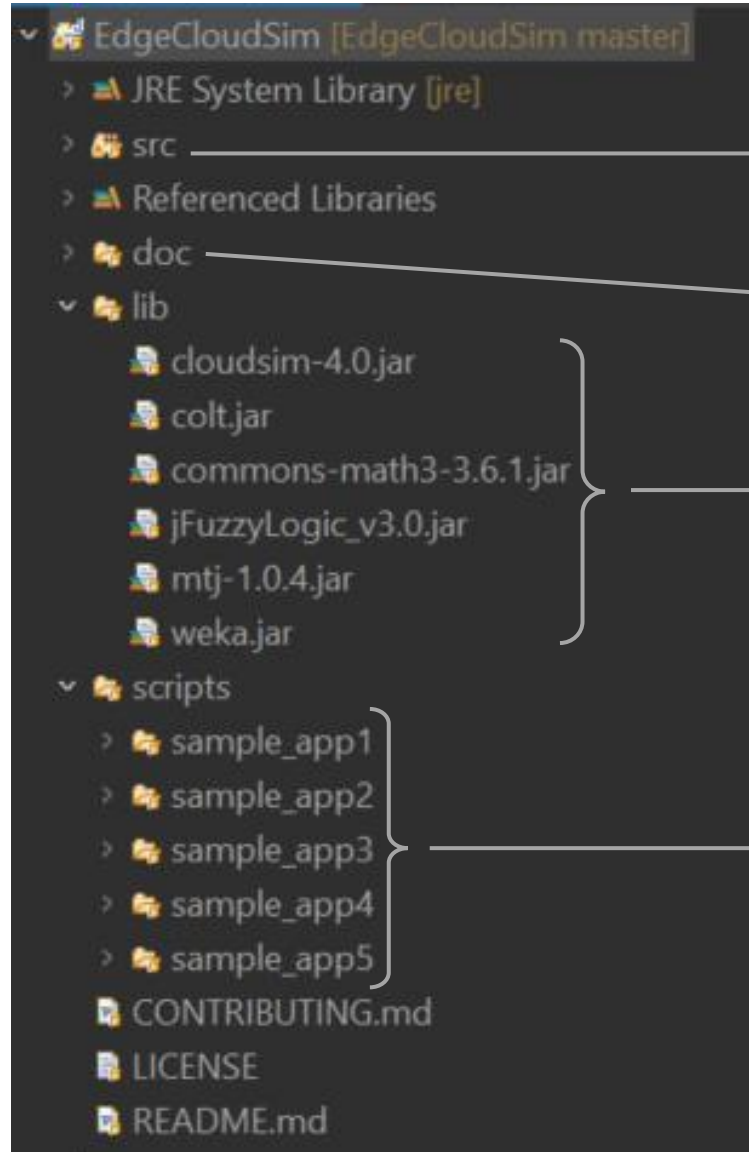 EdgeCloudSim [EdgeCloudSim master]
JRE System Library [jre]
src
Referenced Libraries
doc
lib
cloudsim-4.0.jar
colt.jar
commons-math3-3.6.1.jar
jFuzzyLogic_v3.0.jar
mtj-1.0.4.jar
weka.jar
scripts
sample_app1
sample_app2
sample_app3
sample_app4
sample_app5
CONTRIBUTING.md
LICENSE
README.md